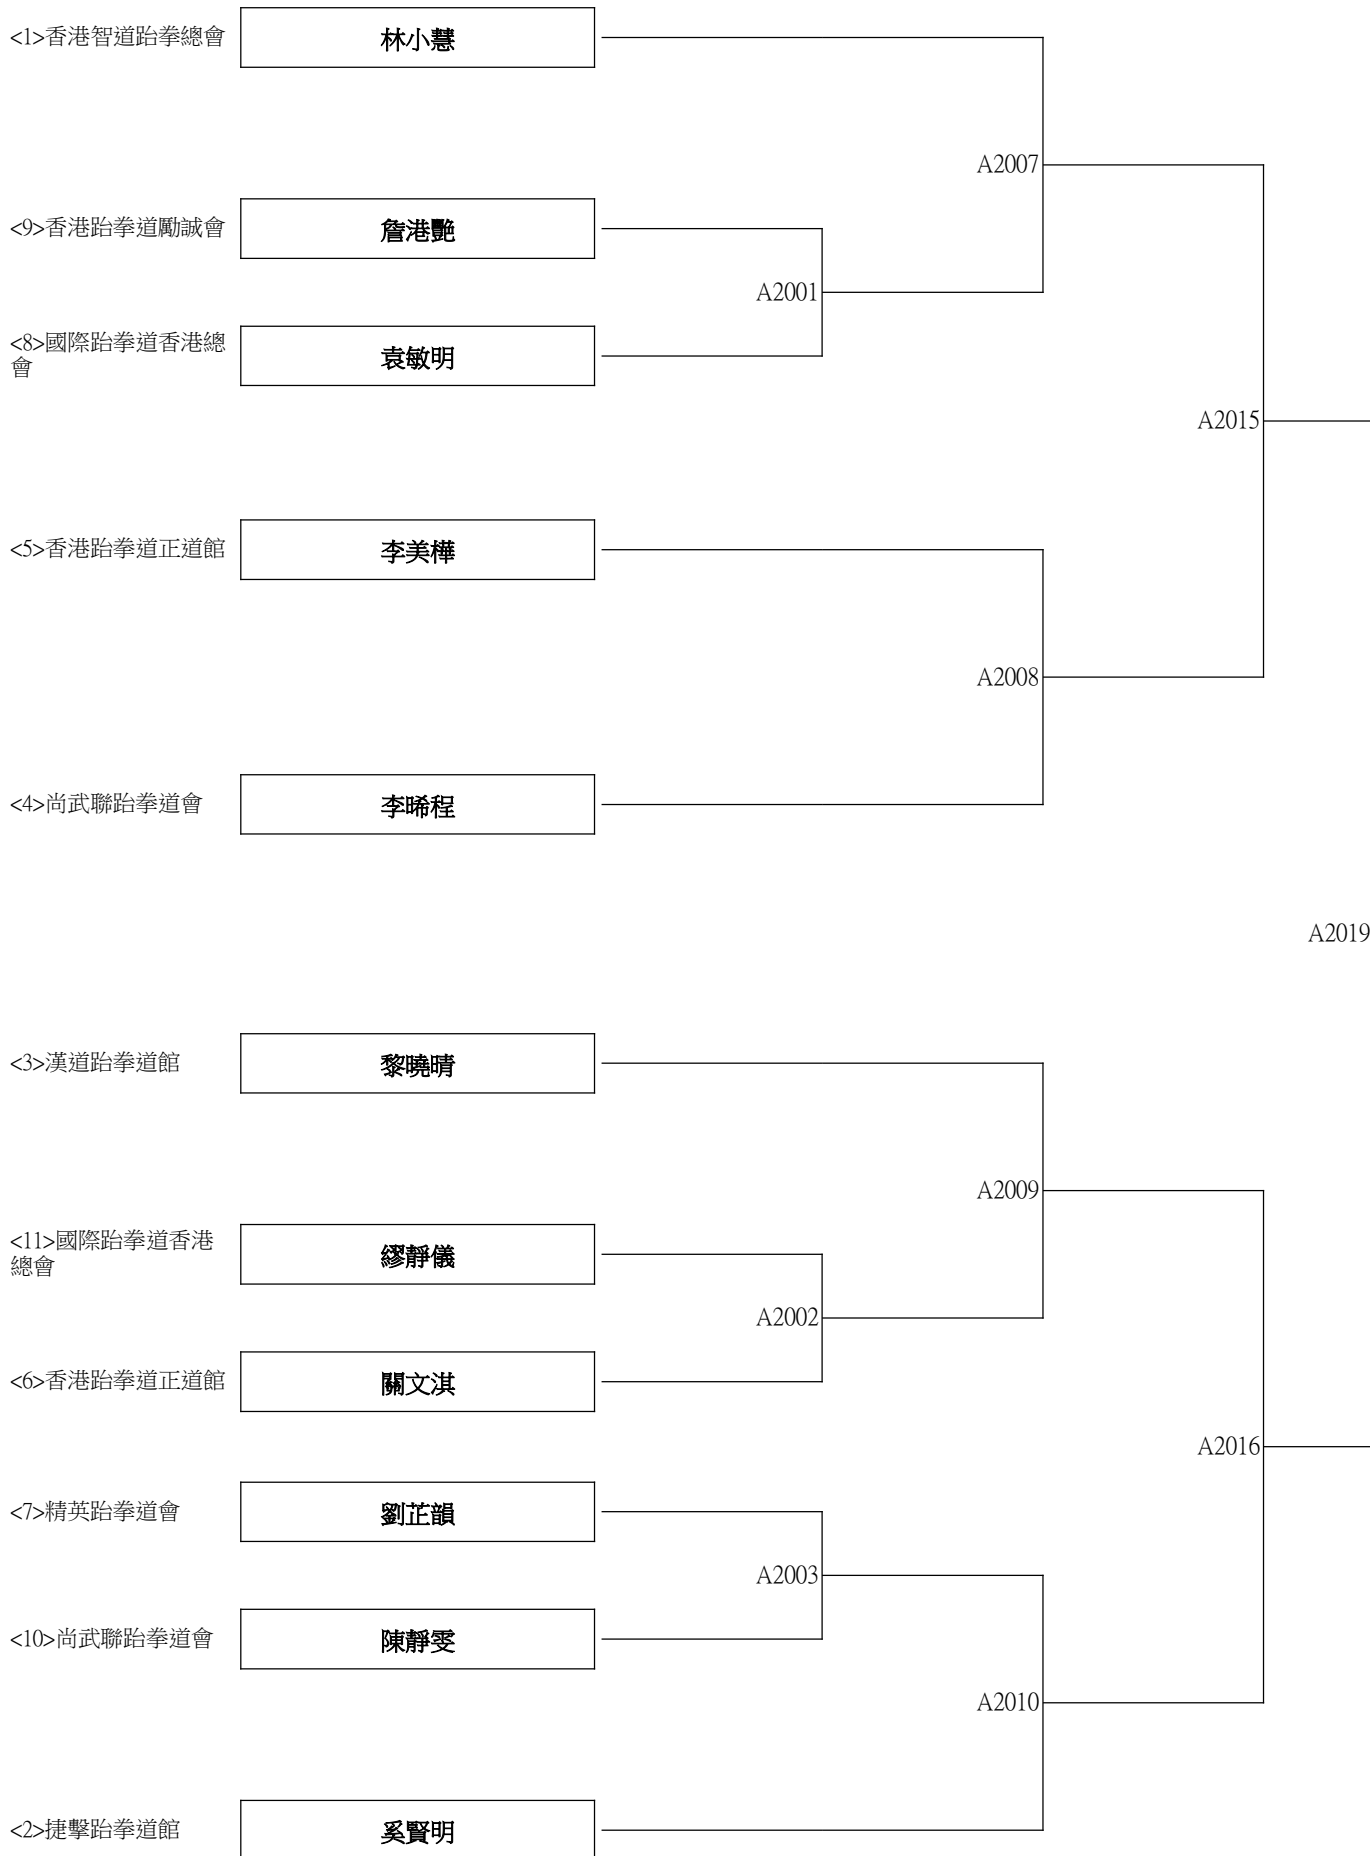 <1>香港智道跆拳總會
林小慧
A2007
<9>香港跆拳道勵誠會
詹港艷
A2001
<8>國際跆拳道香港總
會
袁敏明
A2015
<5>香港跆拳道正道館
李美樺
A2008
<4>尚武聯跆拳道會
李晞程
A2019
<3>漢道跆拳道館
黎曉晴
A2009
<11>國際跆拳道香港
總會
繆靜儀
A2002
<6>香港跆拳道正道館
關文淇
A2016
<7>精英跆拳道會
劉芷韻
A2003
<10>尚武聯跆拳道會
陳靜雯
A2010
<2>捷擊跆拳道館
奚賢明